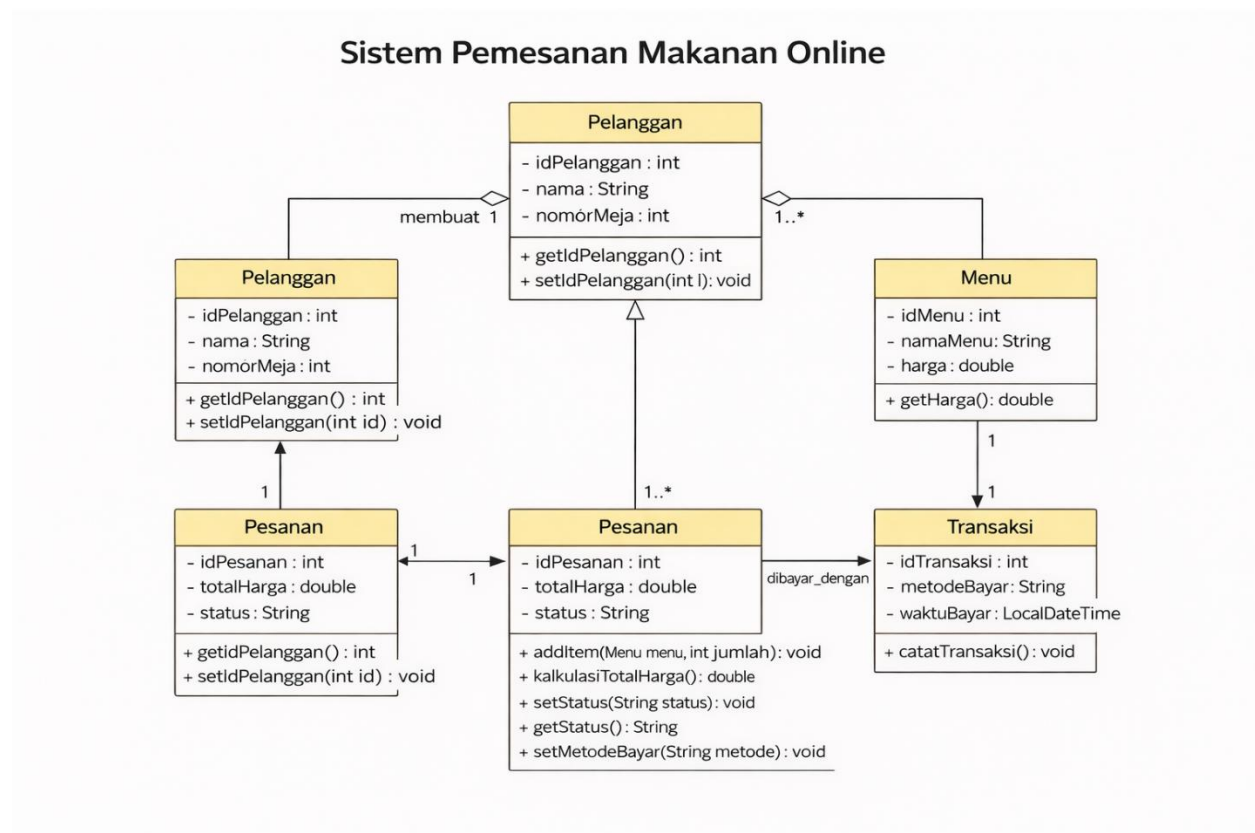 Sistem Pemesanan Makanan Online
Pelanggan
- idPelanggan : int
- nama : String
- nomórMeja : int
+ getIdPelanggan() : int
+ setIdPelanggan(int l): void
membuat 1
1..*
Pelanggan
- idPelanggan : int
- nama : String
- nomórMeja : int
+ getIdPelanggan() : int
+ setIdPelanggan(int id) : void
Menu
- idMenu : int
- namaMenu: String
- harga : double
+ getHarga(): double
1
1..*
1
1
Pesanan
- idPesanan : int
- totalHarga : double
- status : String
+ getidPelanggan() : int
+ setIdPelanggan(int id) : void
1
1
Pesanan
- idPesanan : int
- totalHarga : double
- status : String
+ addItem(Menu menu, int jumlah): void
+ kalkulasiTotalHarga(): double
+ setStatus(String status): void
+ getStatus() : String
+ setMetodeBayar(String metode) : void
dibayar_dengan
Transaksi
- idTransaksi : int
- metodeBayar: String
- waktuBayar : LocalDateTime
+ catatTransaksi() : void